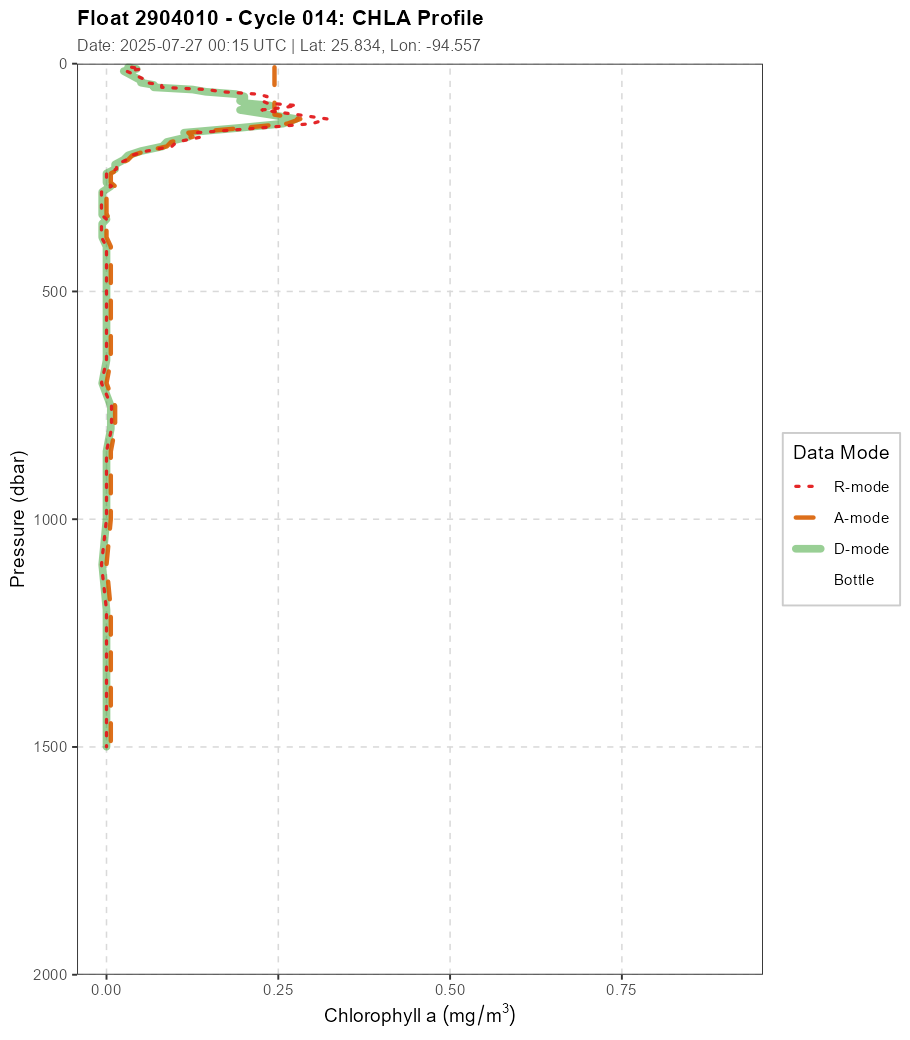 Float 2904010 - Cycle 014: CHLA Profile
Date: 2025-07-27 00:15 UTC | Lat: 25.834, Lon: -94.557
0
500
1000
1500
2000
Pressure (dbar)
0.00 0.25 0.50 0.75
Chlorophyll a (mg/m³)
Data Mode
R-mode
A-mode
D-mode
Bottle